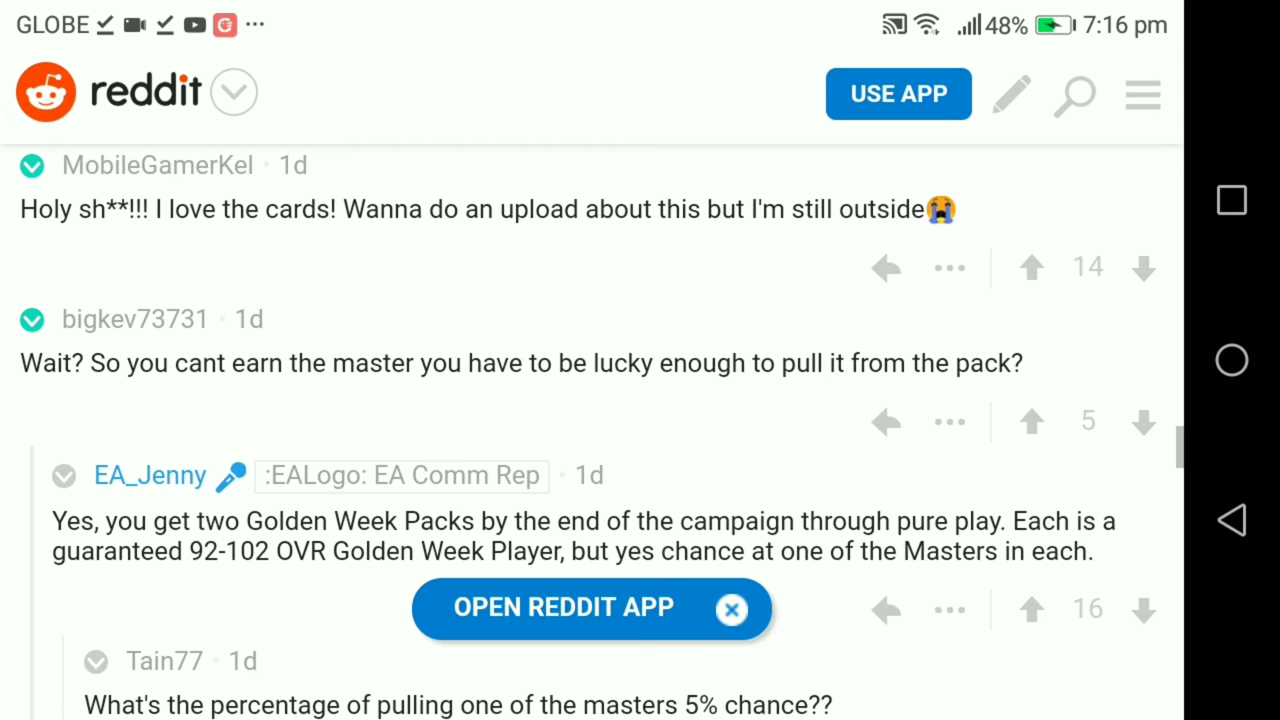 GLOBE 48% 7:16 pm
reddit USE APP
MobileGamerKel · 1d
Holy sh**!!! I love the cards! Wanna do an upload about this but I'm still outside😭
14
bigkev73731 · 1d
Wait? So you cant earn the master you have to be lucky enough to pull it from the pack?
5
EA_Jenny :EALogo: EA Comm Rep · 1d
Yes, you get two Golden Week Packs by the end of the campaign through pure play. Each is a
guaranteed 92-102 OVR Golden Week Player, but yes chance at one of the Masters in each.
OPEN REDDIT APP
16
Tain77 · 1d
What's the percentage of pulling one of the masters 5% chance??